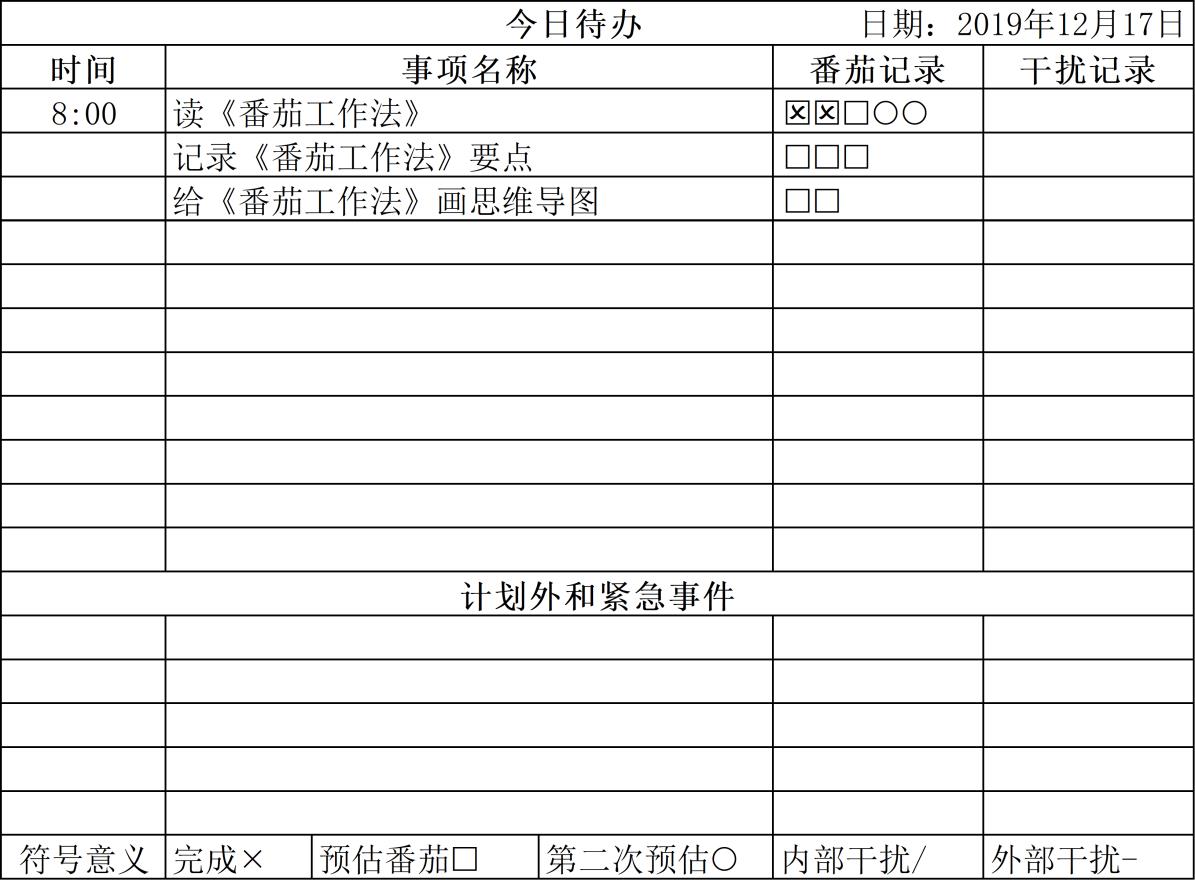 今日待办 日期：2019年12月17日
时间 事项名称 番茄记录 干扰记录
8:00 读《番茄工作法》 ☒☒□○○
记录《番茄工作法》要点 □□□
给《番茄工作法》画思维导图 □□
计划外和紧急事件
符号意义 完成× 预估番茄□ 第二次预估○ 内部干扰/ 外部干扰-